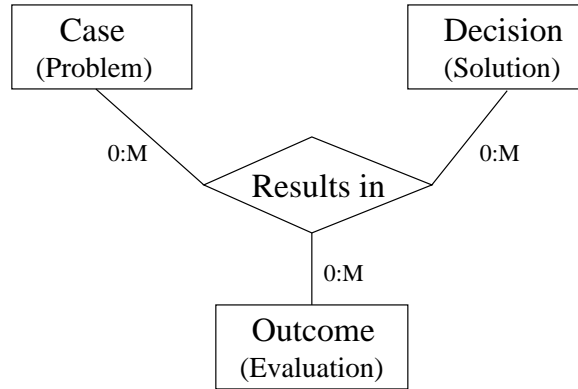 Case
(Problem)
Decision
(Solution)
0:M
0:M
Results in
0:M
Outcome
(Evaluation)